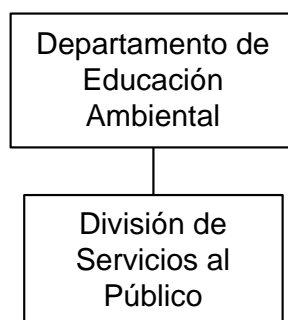 Departamento de
Educación
Ambiental
División de
Servicios al
Público